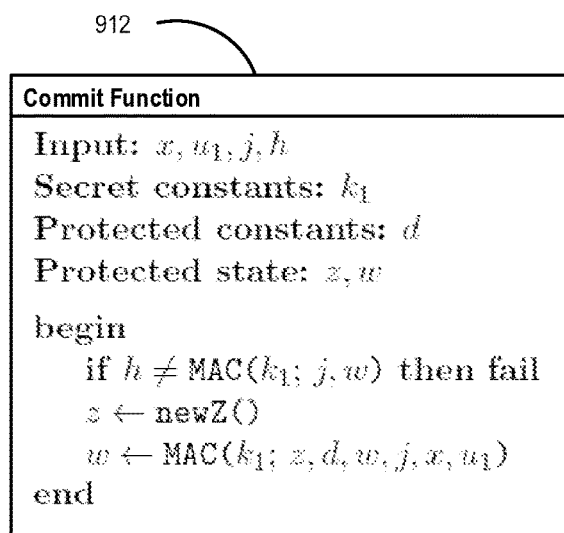 912
Commit Function
Input: x, u₁, j, h
Secret constants: k₁
Protected constants: d
Protected state: z, w
begin
if h ≠ MAC(k₁; j, w) then fail
z ← newZ()
w ← MAC(k₁; z, d, w, j, x, u₁)
end